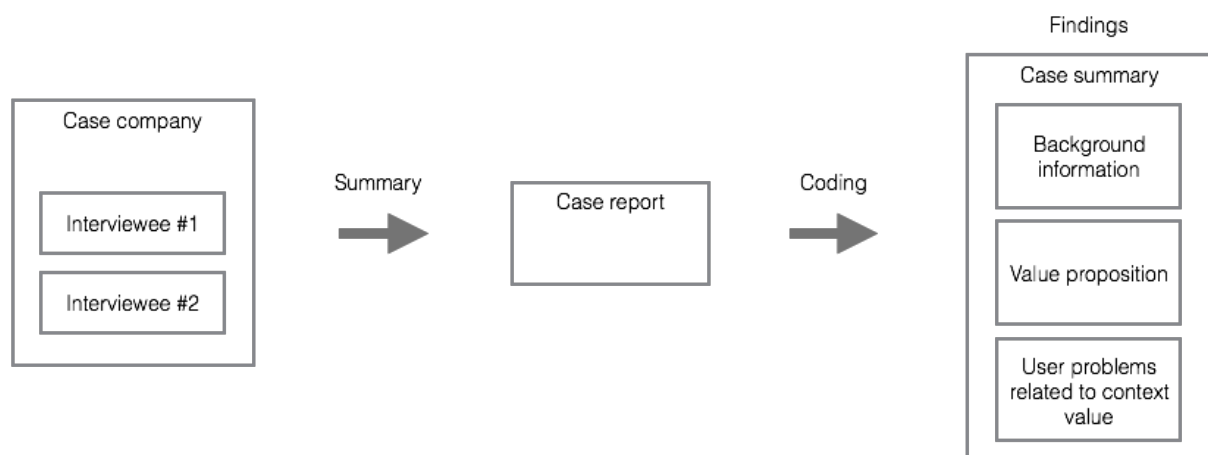 Findings
Case summary
Case company
Background
information
Summary
Coding
Case report
Interviewee #1
Value proposition
Interviewee #2
User problems
related to context
value